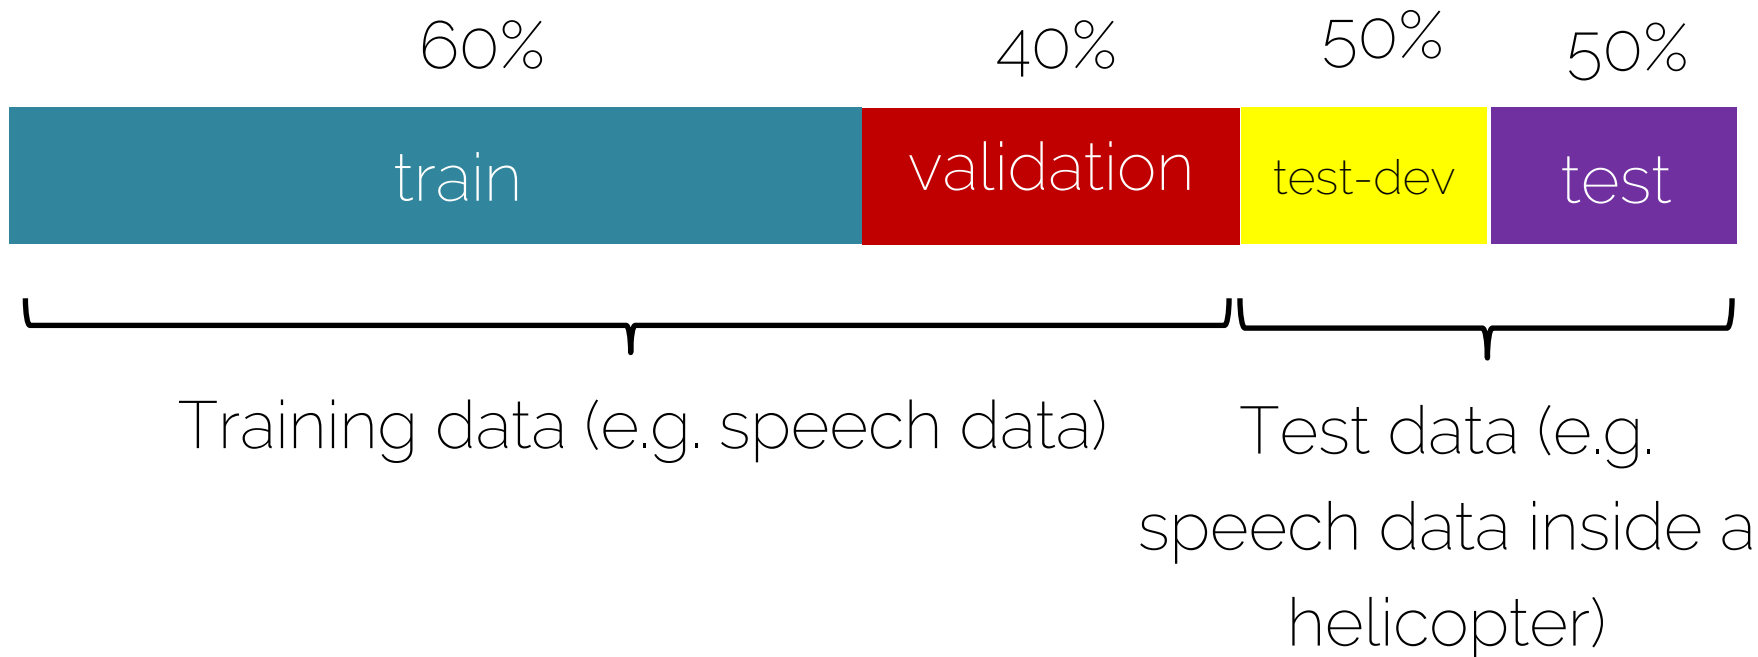 60% 40% 50% 50%
train validation test-dev test
Training data (e.g. speech data)
Test data (e.g.
speech data inside a
helicopter)